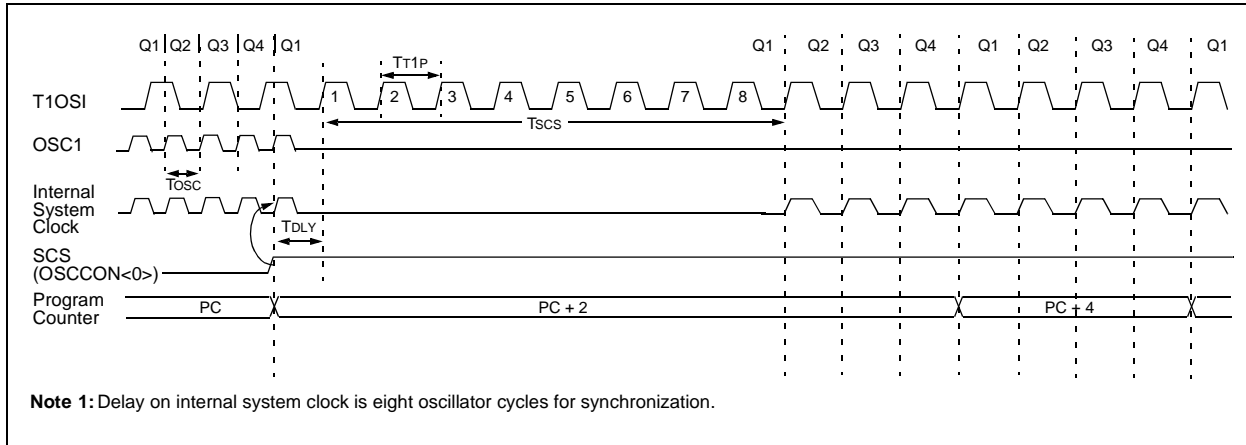 Q1 Q2 Q3 Q4 Q1 Q1 Q2 Q3 Q4 Q1 Q2 Q3 Q4 Q1
TT1P
T1OSI 1 2 3 4 5 6 7 8
TSCS
OSC1
TOSC
Internal
System
Clock
TDLY
SCS
(OSCCON<0>)
Program
Counter
PC PC + 2 PC + 4
Note 1: Delay on internal system clock is eight oscillator cycles for synchronization.